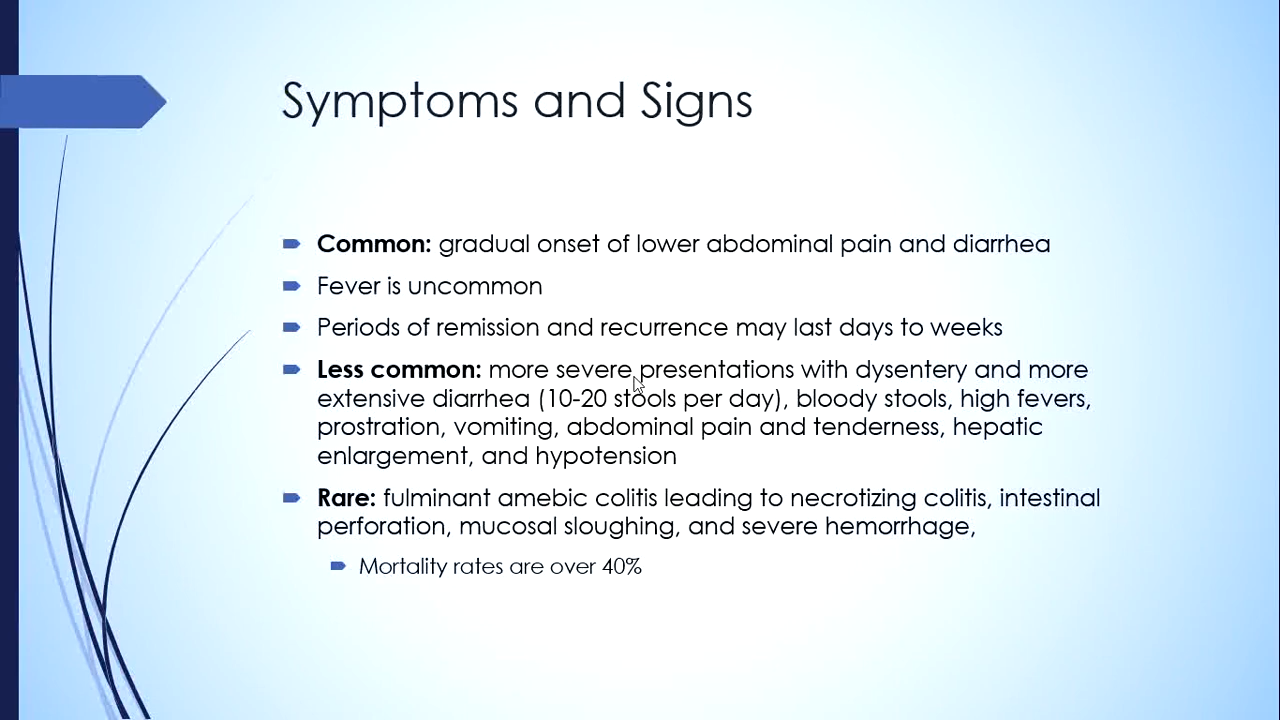 Symptoms and Signs
Common: gradual onset of lower abdominal pain and diarrhea
Fever is uncommon
Periods of remission and recurrence may last days to weeks
Less common: more severe presentations with dysentery and more
extensive diarrhea (10-20 stools per day), bloody stools, high fevers,
prostration, vomiting, abdominal pain and tenderness, hepatic
enlargement, and hypotension
Rare: fulminant amebic colitis leading to necrotizing colitis, intestinal
perforation, mucosal sloughing, and severe hemorrhage,
Mortality rates are over 40%